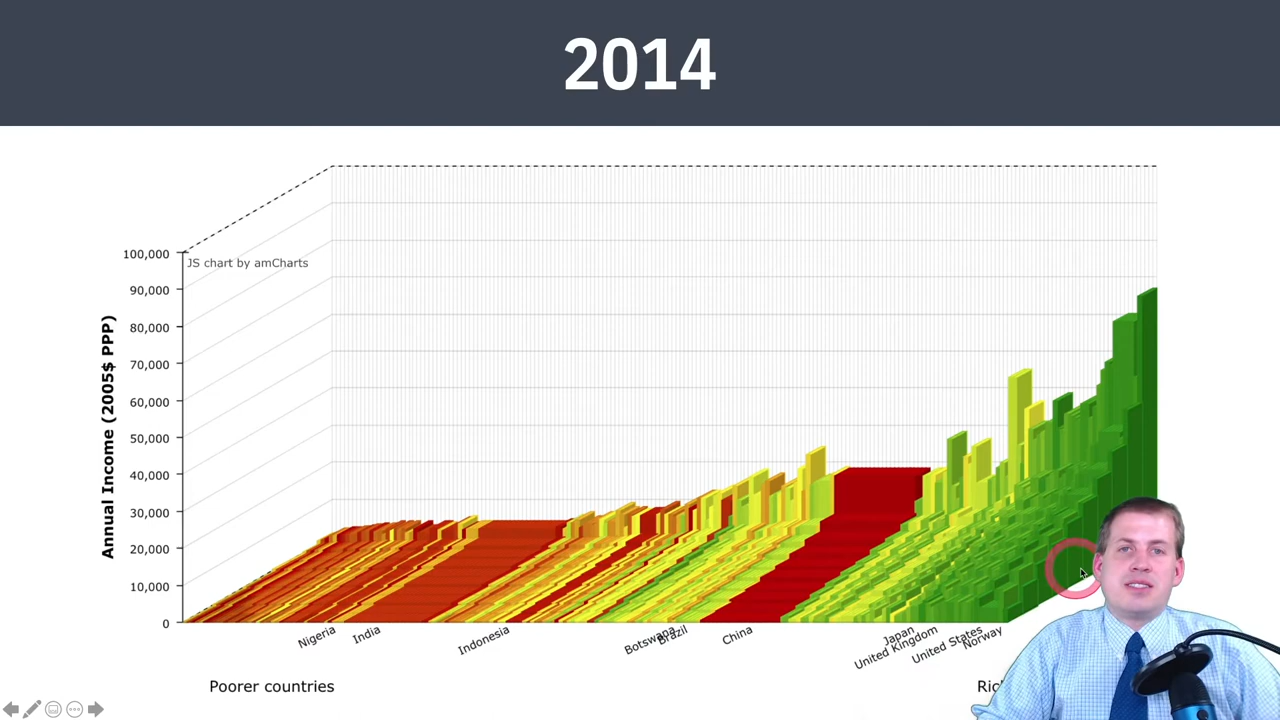 2014
100,000
90,000
80,000
70,000
60,000
50,000
40,000
30,000
20,000
10,000
0
Annual Income (2005$ PPP)
JS chart by amCharts
Nigeria
India
Indonesia
Botswana
Brazil
China
Japan
United Kingdom
United States
Norway
Poorer countries